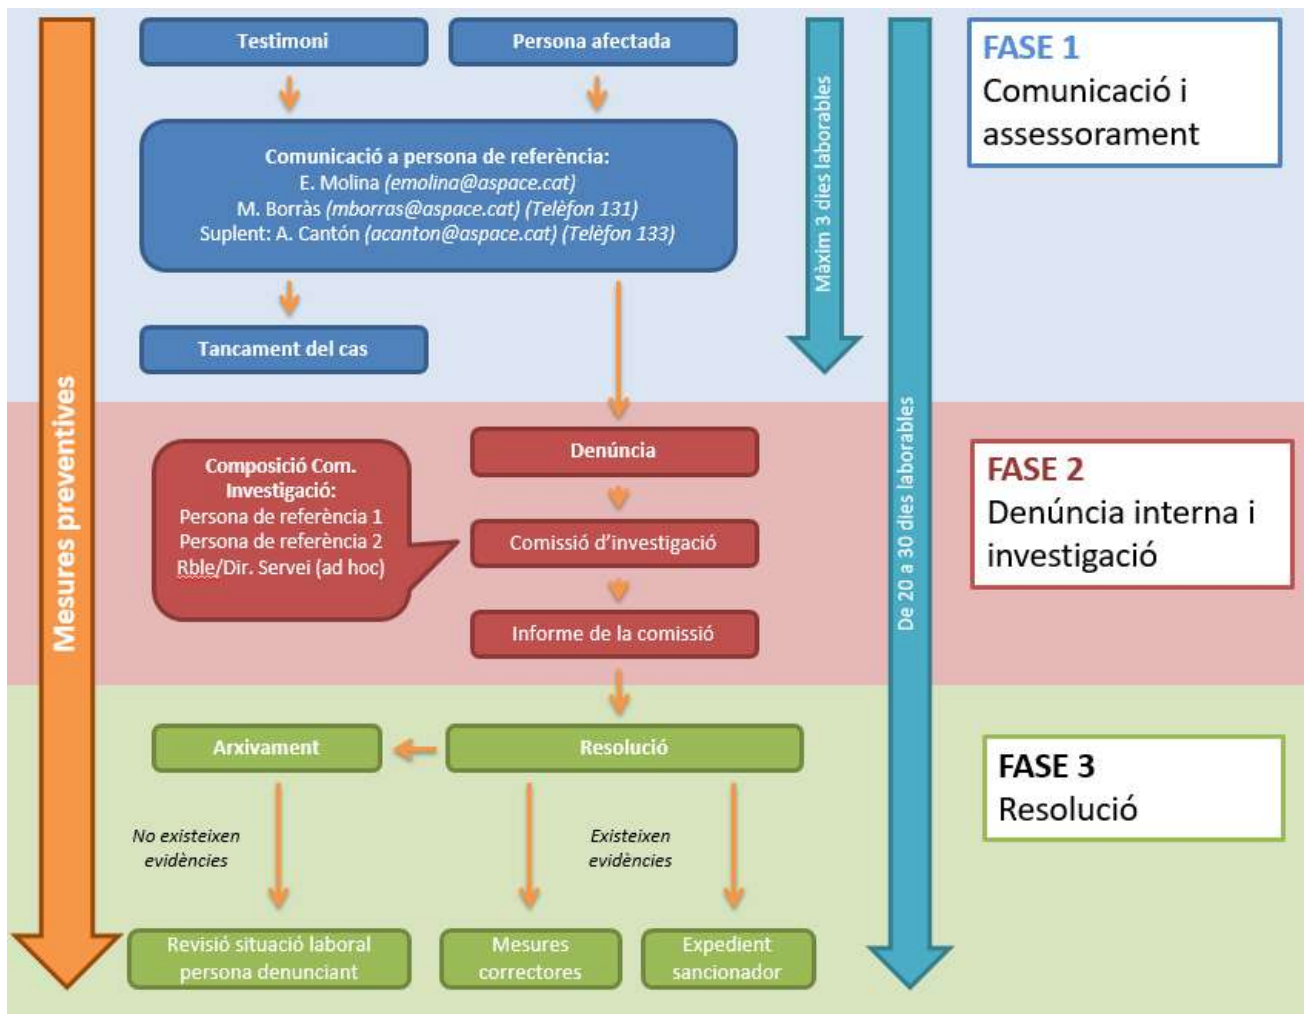 Testimoni
Persona afectada
Comunicació a persona de referència:
E. Molina (emolina@aspace.cat)
M. Borràs (mborras@aspace.cat) (Telèfon 131)
Suplent: A. Cantón (acanton@aspace.cat) (Telèfon 133)
Tancament del cas
Màxim 3 dies laborables
FASE 1
Comunicació i
assessorament
Mesures preventives
De 20 a 30 dies laborables
Denúncia
Composició Com.
Investigació:
Persona de referència 1
Persona de referència 2
Rble/Dir. Servei (ad hoc)
Comissió d’investigació
Informe de la comissió
FASE 2
Denúncia interna i
investigació
Arxivament
Resolució
No existeixen
evidències
Existeixen
evidències
Revisió situació laboral
persona denunciant
Mesures
correctores
Expedient
sancionador
FASE 3
Resolució